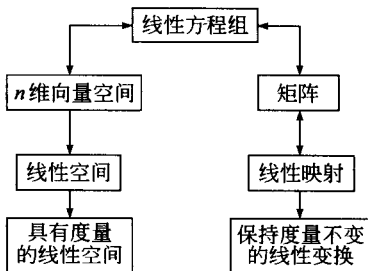 线性方程组
n维向量空间
矩阵
线性空间
线性映射
具有度量
的线性空间
保持度量不变
的线性变换